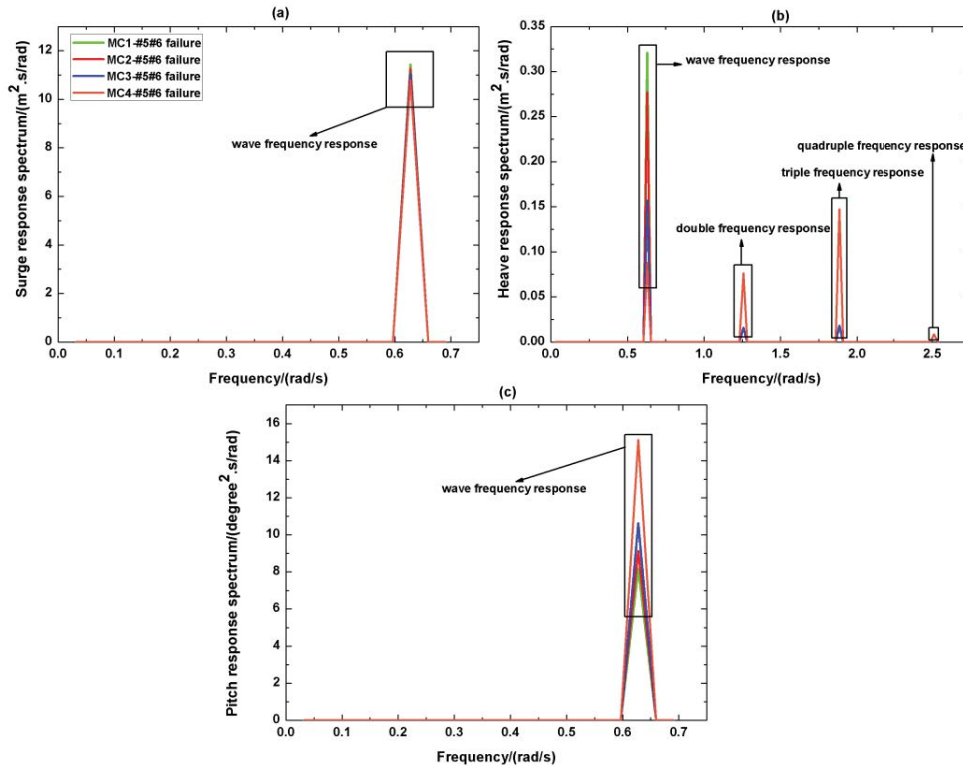 (a)
Surge response spectrum/(m².s/rad)
12
10
8
6
4
2
0
MC1-#5#6 failure
MC2-#5#6 failure
MC3-#5#6 failure
MC4-#5#6 failure
wave frequency response
0.0 0.1 0.2 0.3 0.4 0.5 0.6 0.7
Frequency/(rad/s)
(b)
Heave response spectrum/(m².s/rad)
0.35
0.30
0.25
0.20
0.15
0.10
0.05
0.00
wave frequency response
quadruple frequency response
triple frequency response
double frequency response
0.0 0.5 1.0 1.5 2.0 2.5
Frequency/(rad/s)
(c)
Pitch response spectrum/(degree².s/rad)
16
14
12
10
8
6
4
2
0
wave frequency response
0.0 0.1 0.2 0.3 0.4 0.5 0.6 0.7
Frequency/(rad/s)